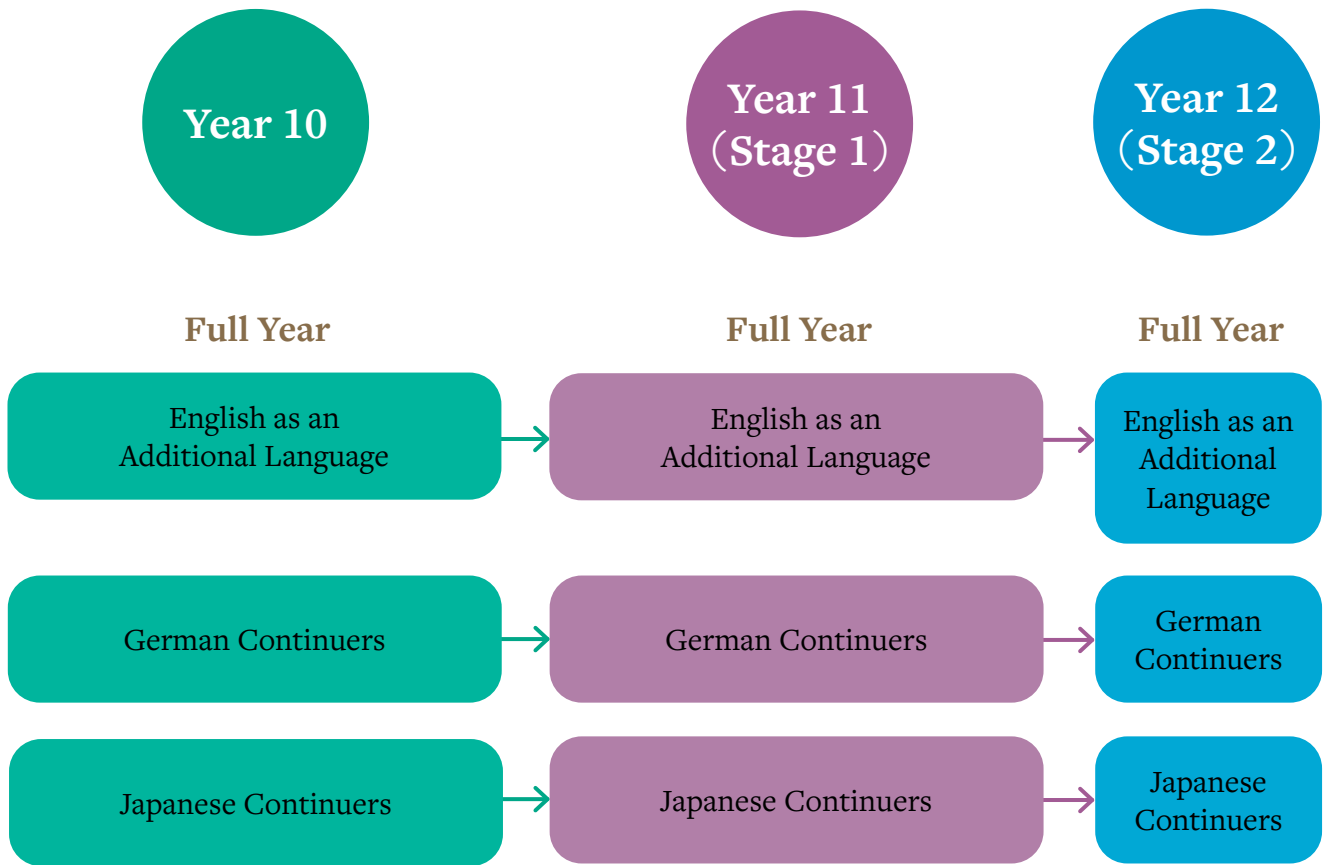 Year 10
Year 11
(Stage 1)
Year 12
(Stage 2)
Full Year
Full Year
Full Year
English as an
Additional Language
English as an
Additional Language
English as an
Additional
Language
German Continuers
German Continuers
German
Continuers
Japanese Continuers
Japanese Continuers
Japanese
Continuers